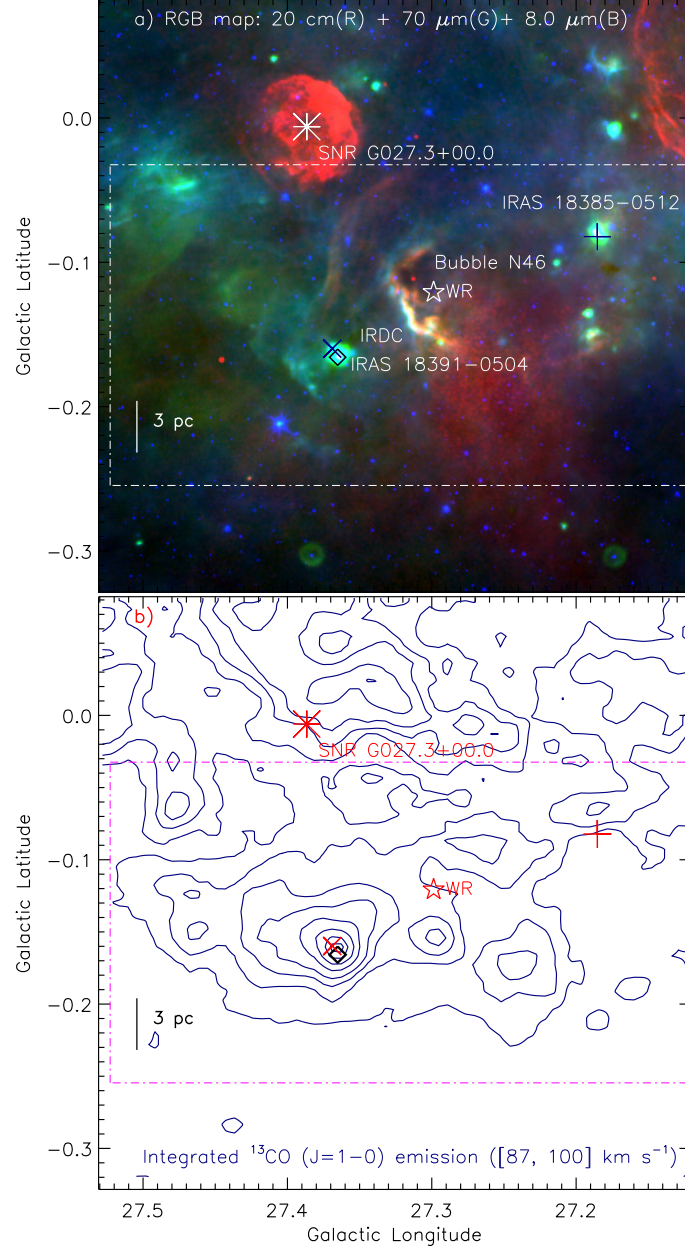 a) RGB map: 20 cm(R) + 70 μm(G)+ 8.0 μm(B)
0.0
SNR G027.3+00.0
IRAS 18385-0512
-0.1
Bubble N46
WR
IRDC
IRAS 18391-0504
-0.2
3 pc
-0.3
Galactic Latitude
b)
0.0
SNR G027.3+00.0
-0.1
WR
-0.2
3 pc
-0.3
Galactic Latitude
Integrated ¹³CO (J=1-0) emission ([87, 100] km s⁻¹)
27.5 27.4 27.3 27.2
Galactic Longitude